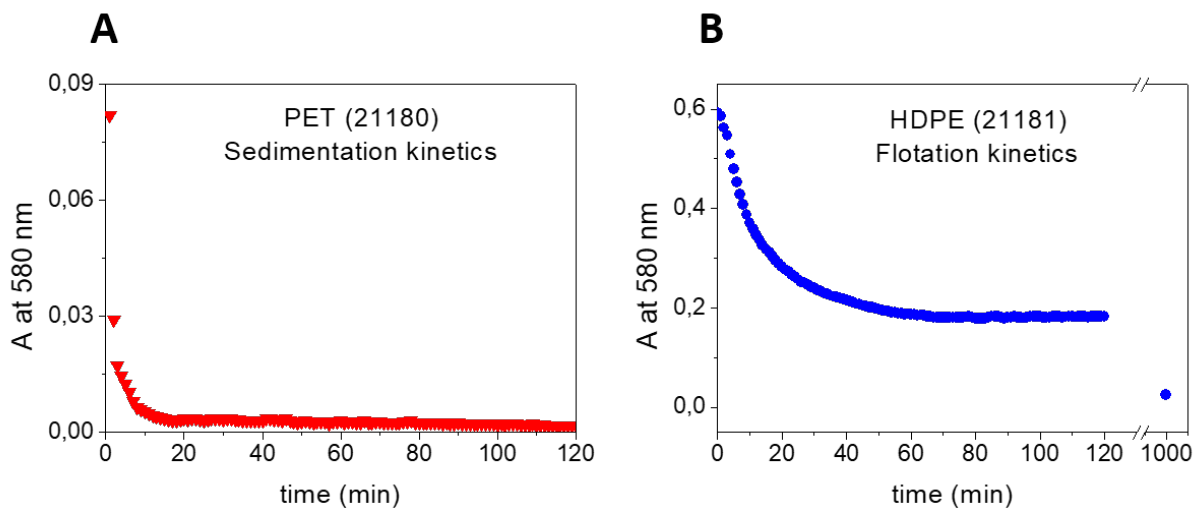 A
0,09
0,06
0,03
0,00
A at 580 nm
PET (21180)
Sedimentation kinetics
0
20
40
60
80
100
120
time (min)
B
0,6
0,4
0,2
0,0
A at 580 nm
HDPE (21181)
Flotation kinetics
0
20
40
60
80
100
120
1000
time (min)